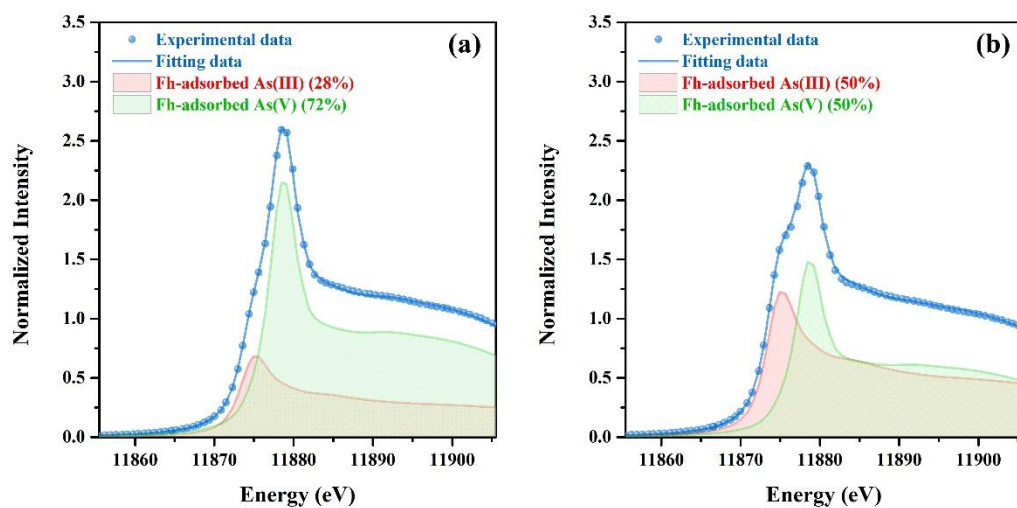 (a)
Experimental data
Fitting data
Fh-adsorbed As(III) (28%)
Fh-adsorbed As(V) (72%)
Normalized Intensity
3.5
3.0
2.5
2.0
1.5
1.0
0.5
0.0
11860 11870 11880 11890 11900
Energy (eV)
(b)
Experimental data
Fitting data
Fh-adsorbed As(III) (50%)
Fh-adsorbed As(V) (50%)
Normalized Intensity
3.5
3.0
2.5
2.0
1.5
1.0
0.5
0.0
11860 11870 11880 11890 11900
Energy (eV)